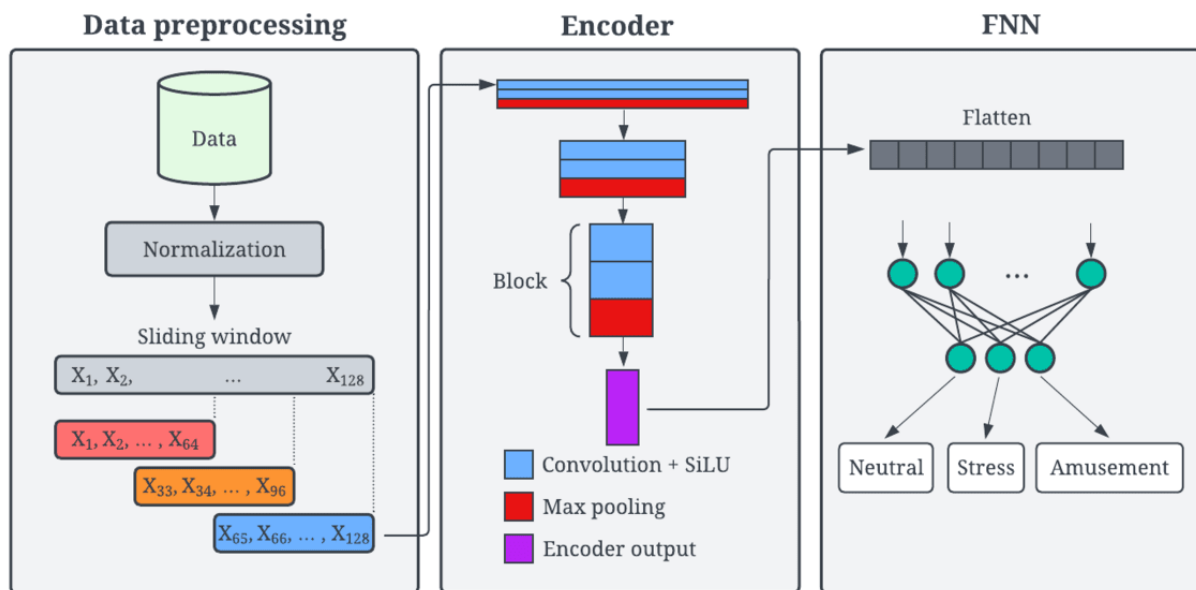 Data preprocessing
Data
Normalization
Sliding window
X₁, X₂, ... X₁₂₈
X₁, X₂, ... , X₆₄
X₃₃, X₃₄, ... , X₉₆
X₆₅, X₆₆, ... , X₁₂₈
Encoder
Block
Convolution + SiLU
Max pooling
Encoder output
FNN
Flatten
...
Neutral Stress Amusement